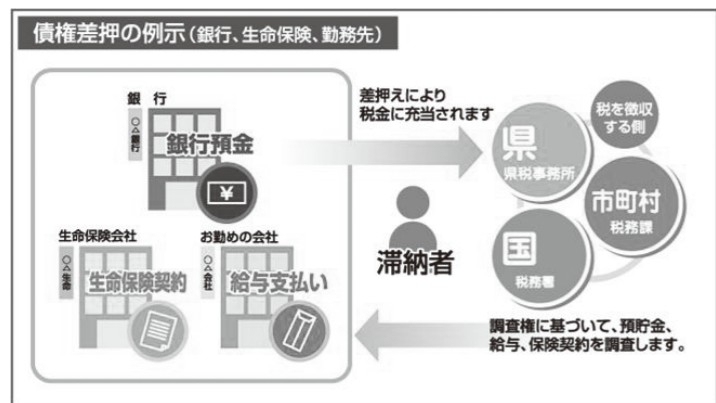 債権差押の例示(銀行、生命保険、勤務先)
銀 行
○△銀行
銀行預金
¥
生命保険会社
○△生命
生命保険契約
お勤めの会社
○△会社
給与支払い
差押えにより
税金に充当されます
滞納者
税を徴収
する側
県
県税事務所
市町村
税務課
国
税務署
調査権に基づいて、預貯金、
給与、保険契約を調査します。